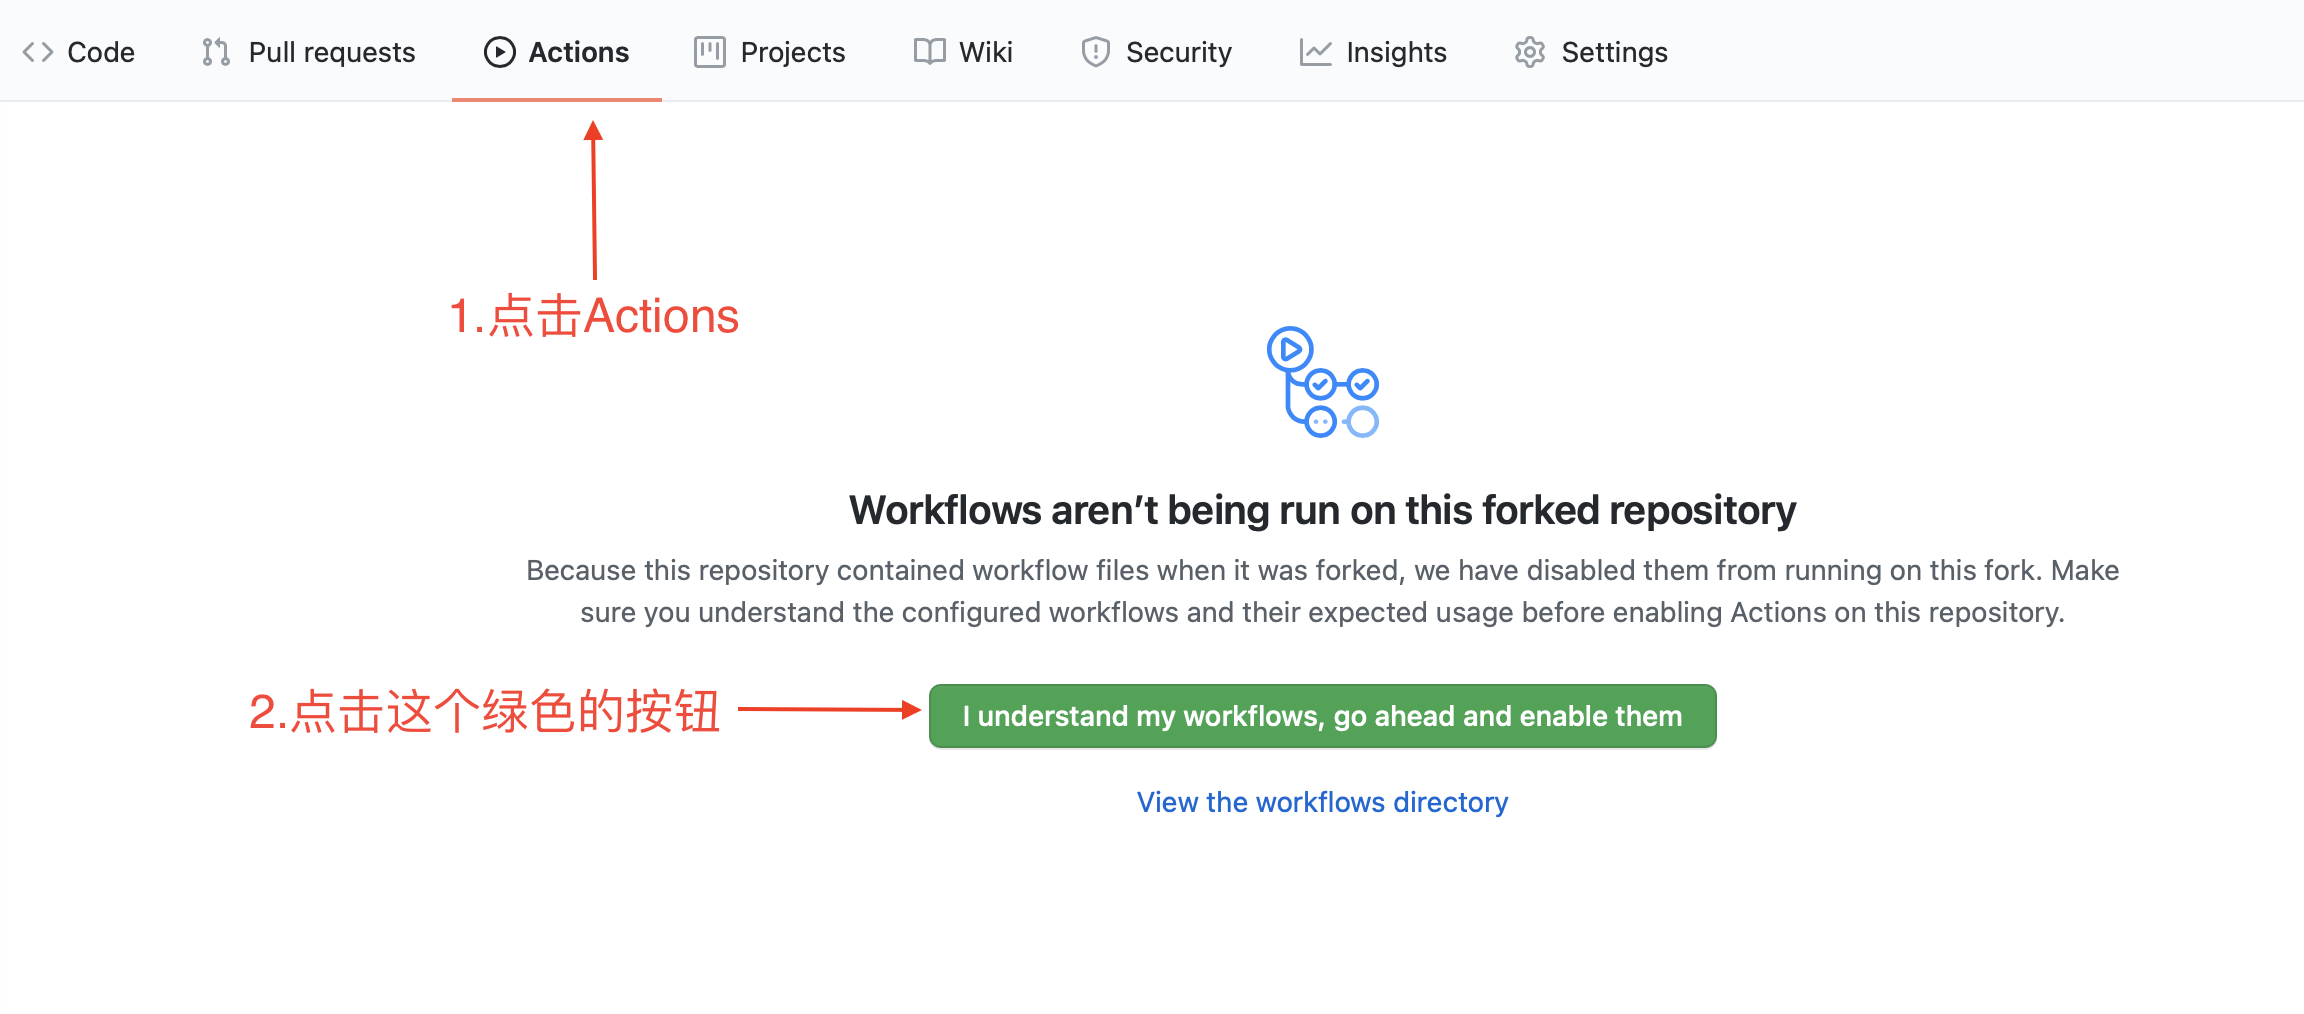 Code Pull requests Actions Projects Wiki Security Insights Settings
1.点击Actions
Workflows aren’t being run on this forked repository
Because this repository contained workflow files when it was forked, we have disabled them from running on this fork. Make
sure you understand the configured workflows and their expected usage before enabling Actions on this repository.
2.点击这个绿色的按钮
I understand my workflows, go ahead and enable them
View the workflows directory